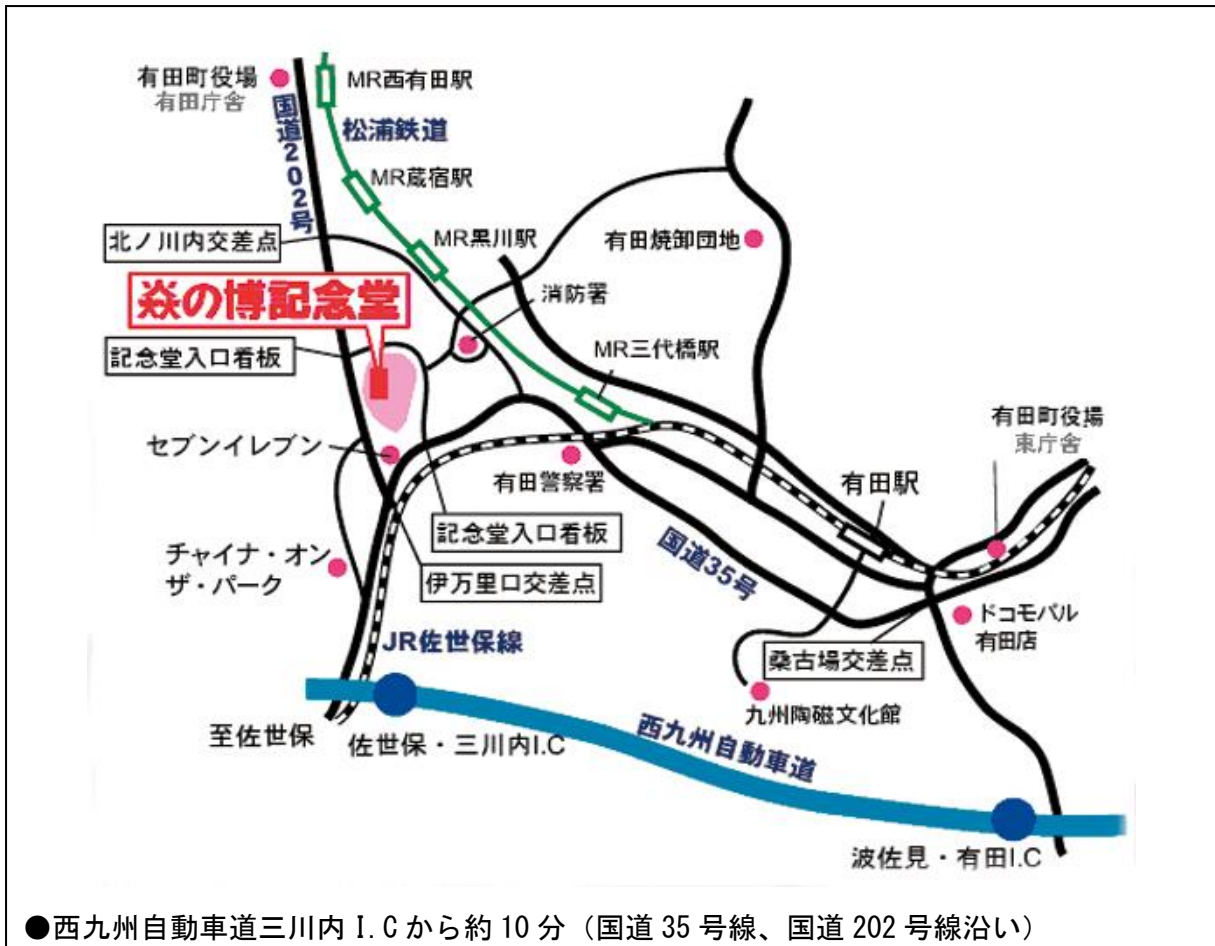 有田町役場
有田庁舎
MR西有田駅
国道202号
松浦鉄道
MR蔵宿駅
北ノ川内交差点
MR黒川駅
有田焼卸団地
炎の博記念堂
消防署
記念堂入口看板
MR三代橋駅
有田町役場
東庁舎
セブンイレブン
有田警察署
有田駅
記念堂入口看板
国道35号
チャイナ・オン
ザ・パーク
伊万里口交差点
JR佐世保線
ドコモバル
有田店
桑古場交差点
九州陶磁文化館
至佐世保
佐世保・三川内I.C
西九州自動車道
波佐見・有田I.C
●西九州自動車道三川内 I.C から約 10 分（国道 35 号線、国道 202 号線沿い）